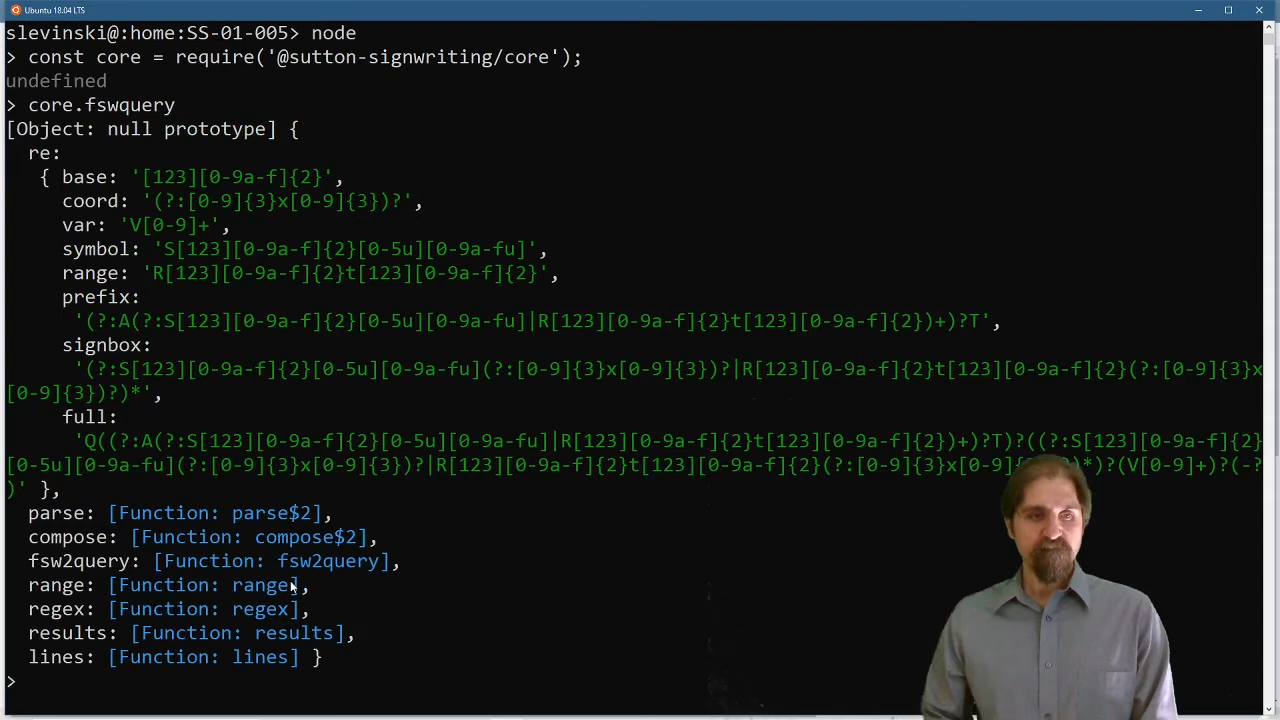 Ubuntu 18.04 LTS
slevinski@:home:SS-01-005> node
> const core = require('@sutton-signwriting/core');
undefined
> core.fswquery
[Object: null prototype] {
  re:
   { base: '[123][0-9a-f]{2}',
     coord: '(?:[0-9]{3}x[0-9]{3})?',
     var: 'V[0-9]+',
     symbol: 'S[123][0-9a-f]{2}[0-5u][0-9a-fu]',
     range: 'R[123][0-9a-f]{2}t[123][0-9a-f]{2}',
     prefix:
      '(?:A(?:S[123][0-9a-f]{2}[0-5u][0-9a-fu]|R[123][0-9a-f]{2}t[123][0-9a-f]{2})+)?T',
     signbox:
      '(?:S[123][0-9a-f]{2}[0-5u][0-9a-fu](?:[0-9]{3}x[0-9]{3})?|R[123][0-9a-f]{2}t[123][0-9a-f]{2}(?:[0-9]{3}x
[0-9]{3})?)*',
     full:
      'Q((?:A(?:S[123][0-9a-f]{2}[0-5u][0-9a-fu]|R[123][0-9a-f]{2}t[123][0-9a-f]{2})+)?T)?((?:S[123][0-9a-f]{2}
[0-5u][0-9a-fu](?:[0-9]{3}x[0-9]{3})?|R[123][0-9a-f]{2}t[123][0-9a-f]{2}(?:[0-9]{3}x[0-9] )*)?(V[0-9]+)?(-?
)' },
  parse: [Function: parse$2],
  compose: [Function: compose$2],
  fsw2query: [Function: fsw2query],
  range: [Function: range],
  regex: [Function: regex],
  results: [Function: results],
  lines: [Function: lines] }
>